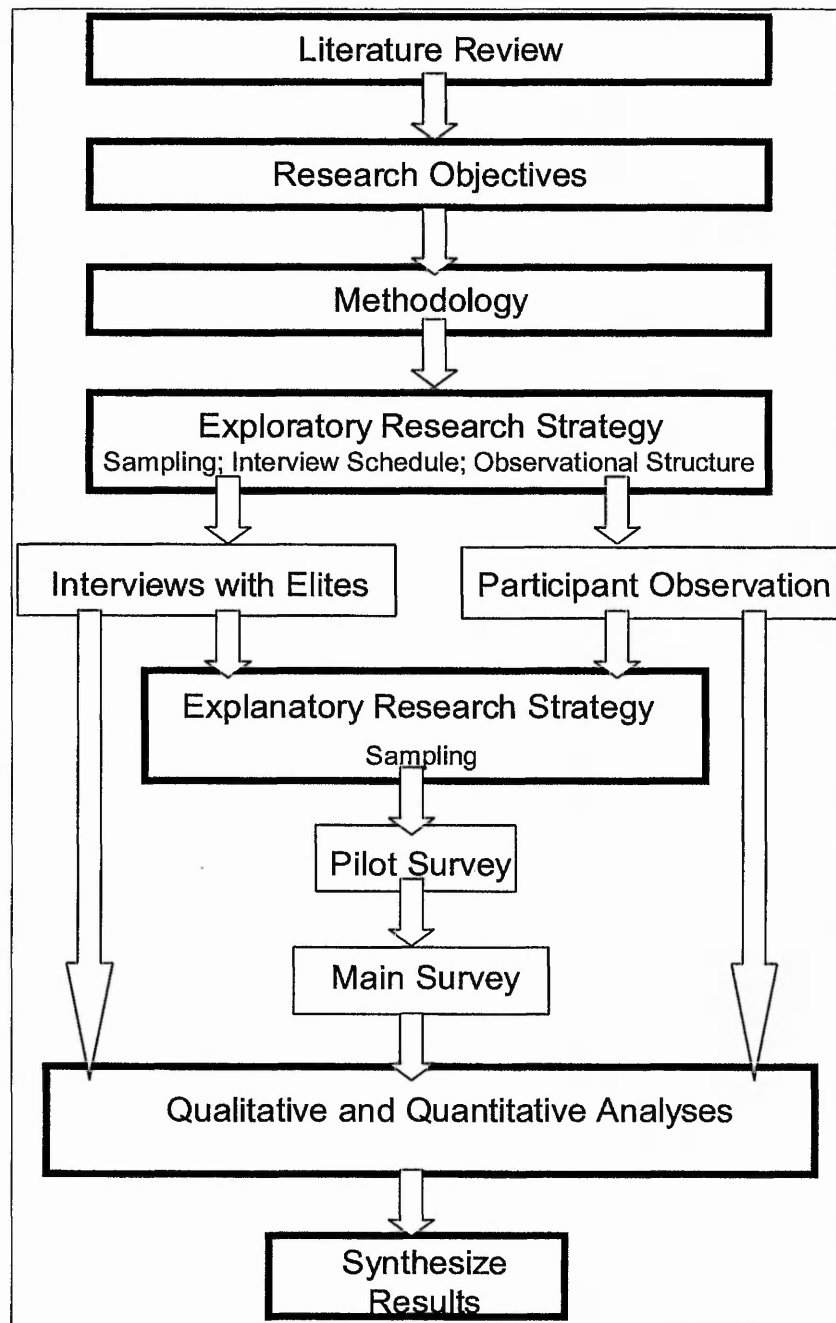 Literature Review
Research Objectives
Methodology
Exploratory Research Strategy
Sampling; Interview Schedule; Observational Structure
Interviews with Elites
Participant Observation
Explanatory Research Strategy
Sampling
Pilot Survey
Main Survey
Qualitative and Quantitative Analyses
Synthesize
Results